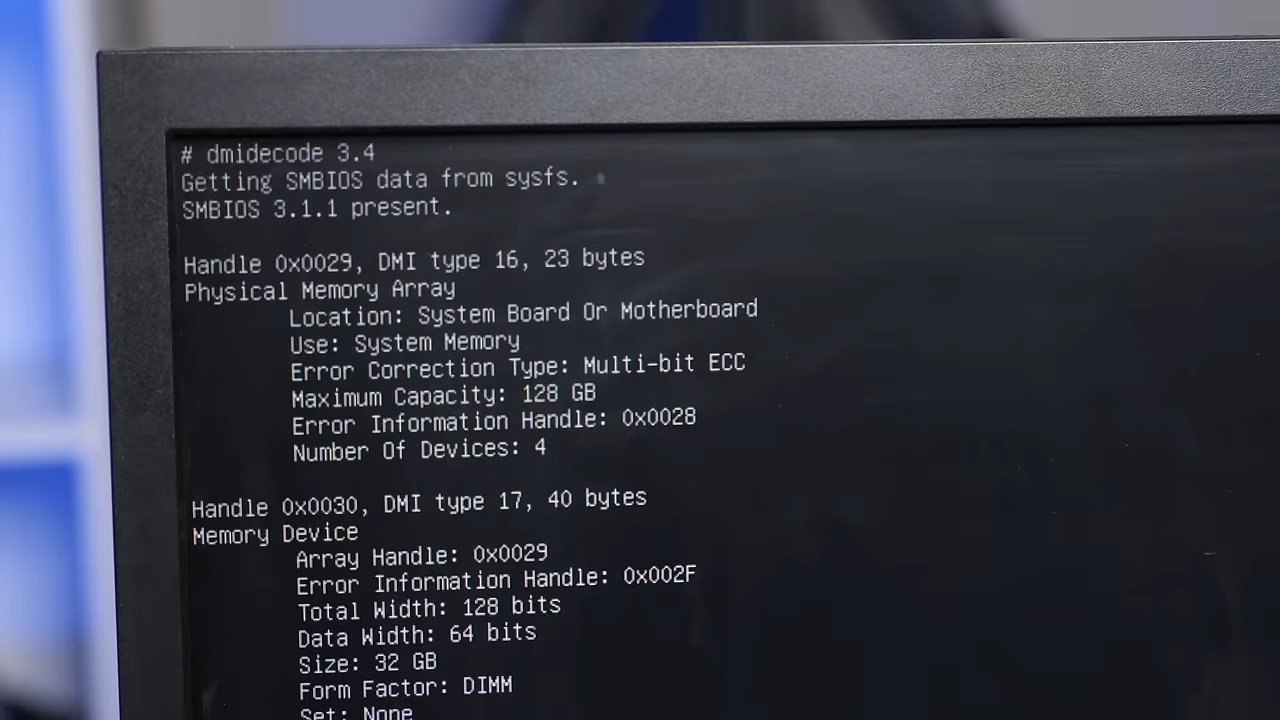 # dmidecode 3.4
Getting SMBIOS data from sysfs.
SMBIOS 3.1.1 present.
Handle 0x0029, DMI type 16, 23 bytes
Physical Memory Array
Location: System Board Or Motherboard
Use: System Memory
Error Correction Type: Multi-bit ECC
Maximum Capacity: 128 GB
Error Information Handle: 0x0028
Number Of Devices: 4
Handle 0x0030, DMI type 17, 40 bytes
Memory Device
Array Handle: 0x0029
Error Information Handle: 0x002F
Total Width: 128 bits
Data Width: 64 bits
Size: 32 GB
Form Factor: DIMM
Set: None